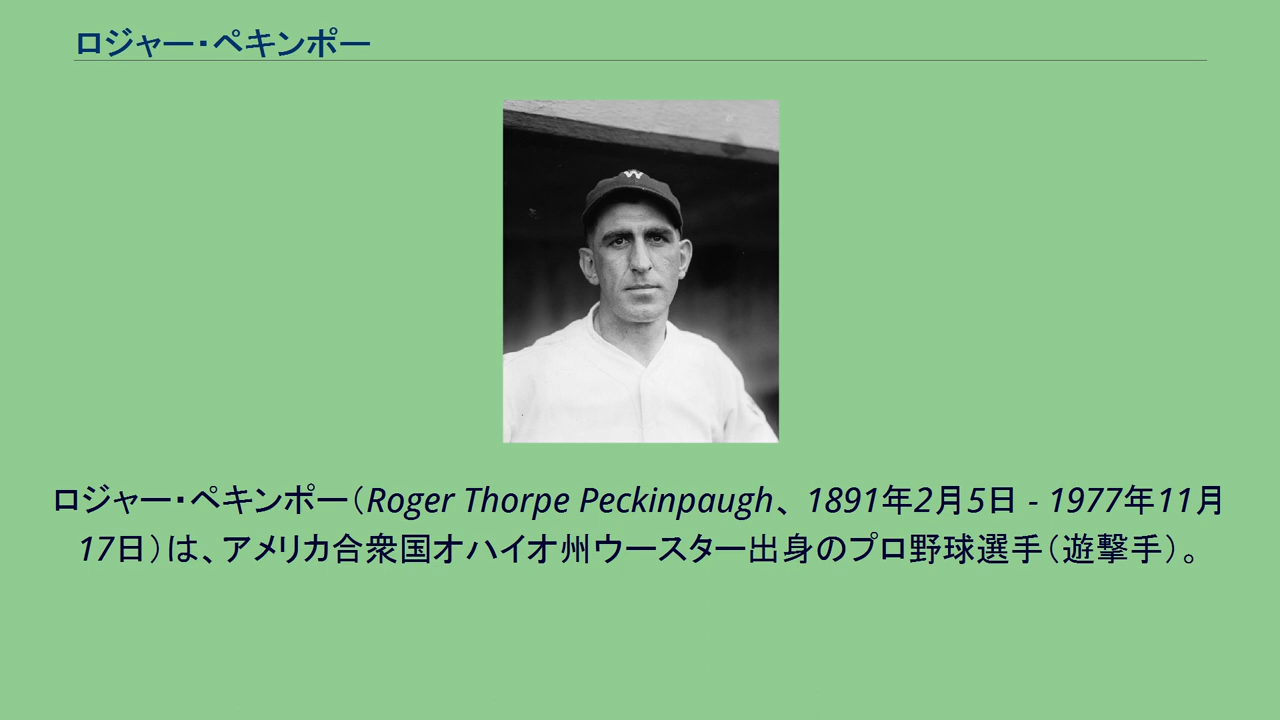 ロジャー・ペキンポー
W
ロジャー・ペキンポー（Roger Thorpe Peckinpaugh、1891年2月5日 - 1977年11月
17日）は、アメリカ合衆国オハイオ州ウースター出身のプロ野球選手（遊撃手）。